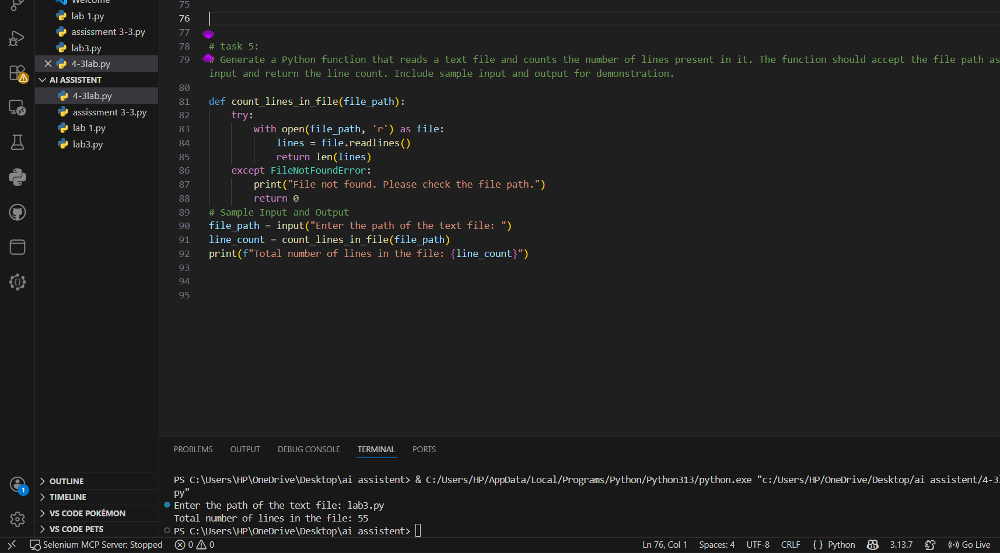 Welcome
lab 1.py
assissment 3-3.py
lab3.py
4-3lab.py
AI ASSISTENT
4-3lab.py
assissment 3-3.py
lab 1.py
lab3.py
OUTLINE
TIMELINE
VS CODE POKÉMON
VS CODE PETS
1
75
76
77
78 # task 5:
79 # Generate a Python function that reads a text file and counts the number of lines present in it. The function should accept the file path as
input and return the line count. Include sample input and output for demonstration.
80
81 def count_lines_in_file(file_path):
82 try:
83 with open(file_path, 'r') as file:
84 lines = file.readlines()
85 return len(lines)
86 except FileNotFoundError:
87 print("File not found. Please check the file path.")
88 return 0
89 # Sample Input and Output
90 file_path = input("Enter the path of the text file: ")
91 line_count = count_lines_in_file(file_path)
92 print(f"Total number of lines in the file: {line_count}")
93
94
95
PROBLEMS OUTPUT DEBUG CONSOLE TERMINAL PORTS
PS C:\Users\HP\OneDrive\Desktop\ai assistent> & C:/Users/HP/AppData/Local/Programs/Python/Python313/python.exe "c:/Users/HP/OneDrive/Desktop/ai assistent/4-3
py"
Enter the path of the text file: lab3.py
Total number of lines in the file: 55
PS C:\Users\HP\OneDrive\Desktop\ai assistent>
Selenium MCP Server: Stopped 0 0 Ln 76, Col 1 Spaces: 4 UTF-8 CRLF { } Python 3.13.7 Go Live